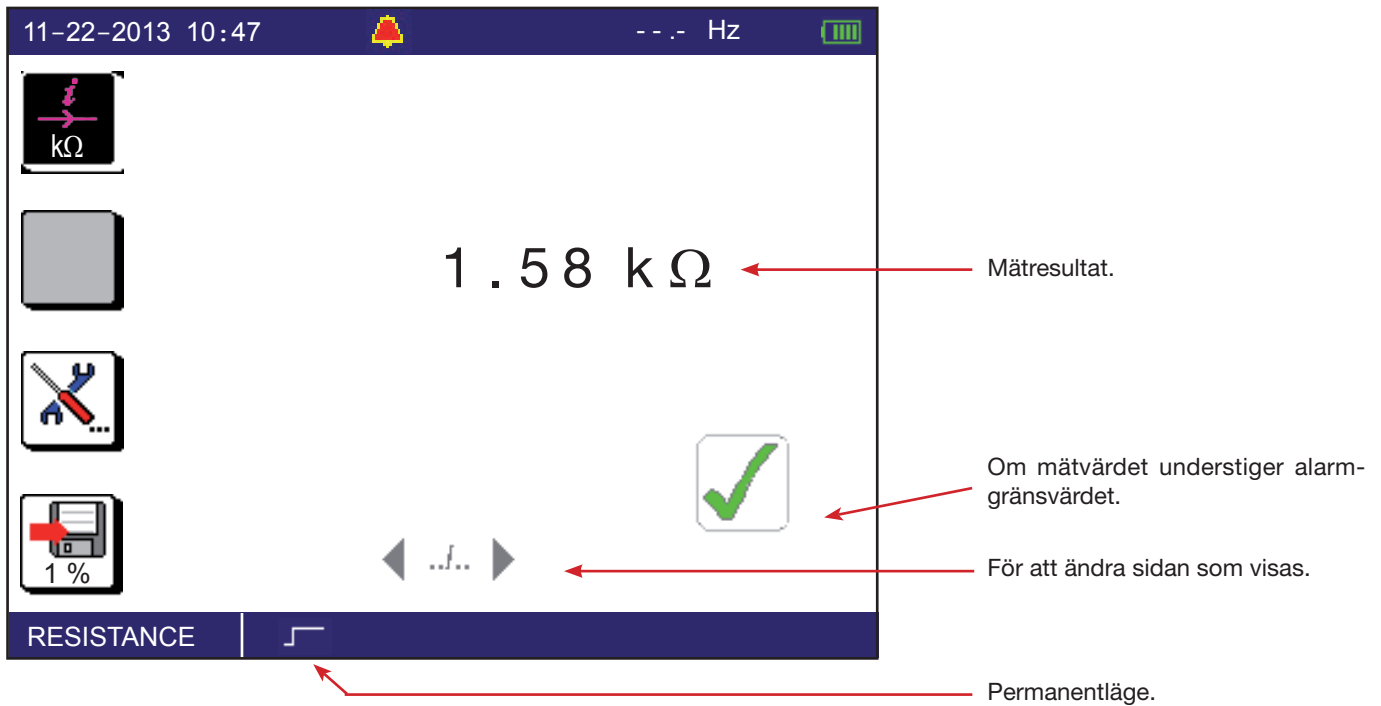 11-22-2013 10:47 - - .- Hz
i
kΩ
1.58 kΩ
Mätresultat.
Om mätvärdet understiger alarm-
gränsvärdet.
För att ändra sidan som visas.
1 %
RESISTANCE
Permanentläge.